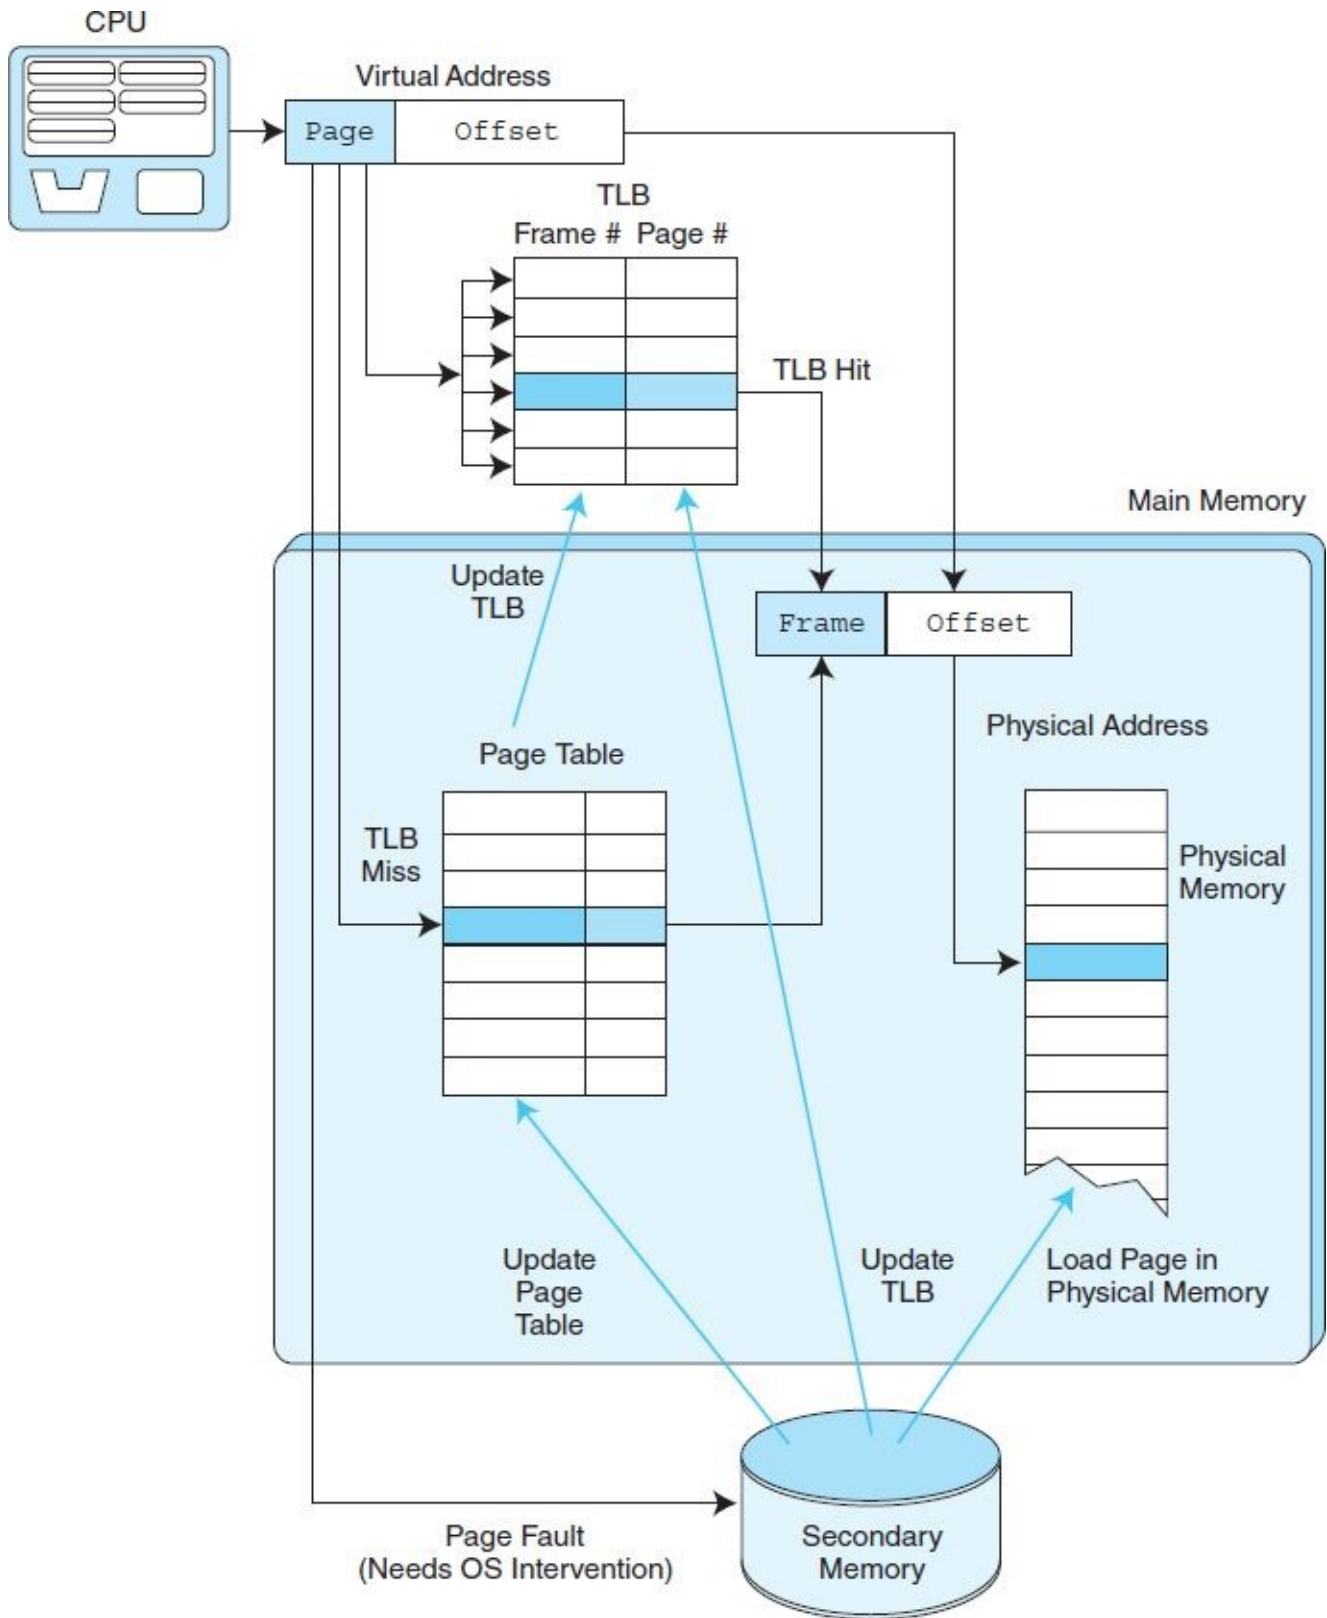 CPU
Virtual Address
Page
Offset
TLB
Frame #
Page #
TLB Hit
Main Memory
Update
TLB
Frame
Offset
Physical Address
Page Table
TLB
Miss
Physical
Memory
Update
Page
Table
Update
TLB
Load Page in
Physical Memory
Page Fault
(Needs OS Intervention)
Secondary
Memory